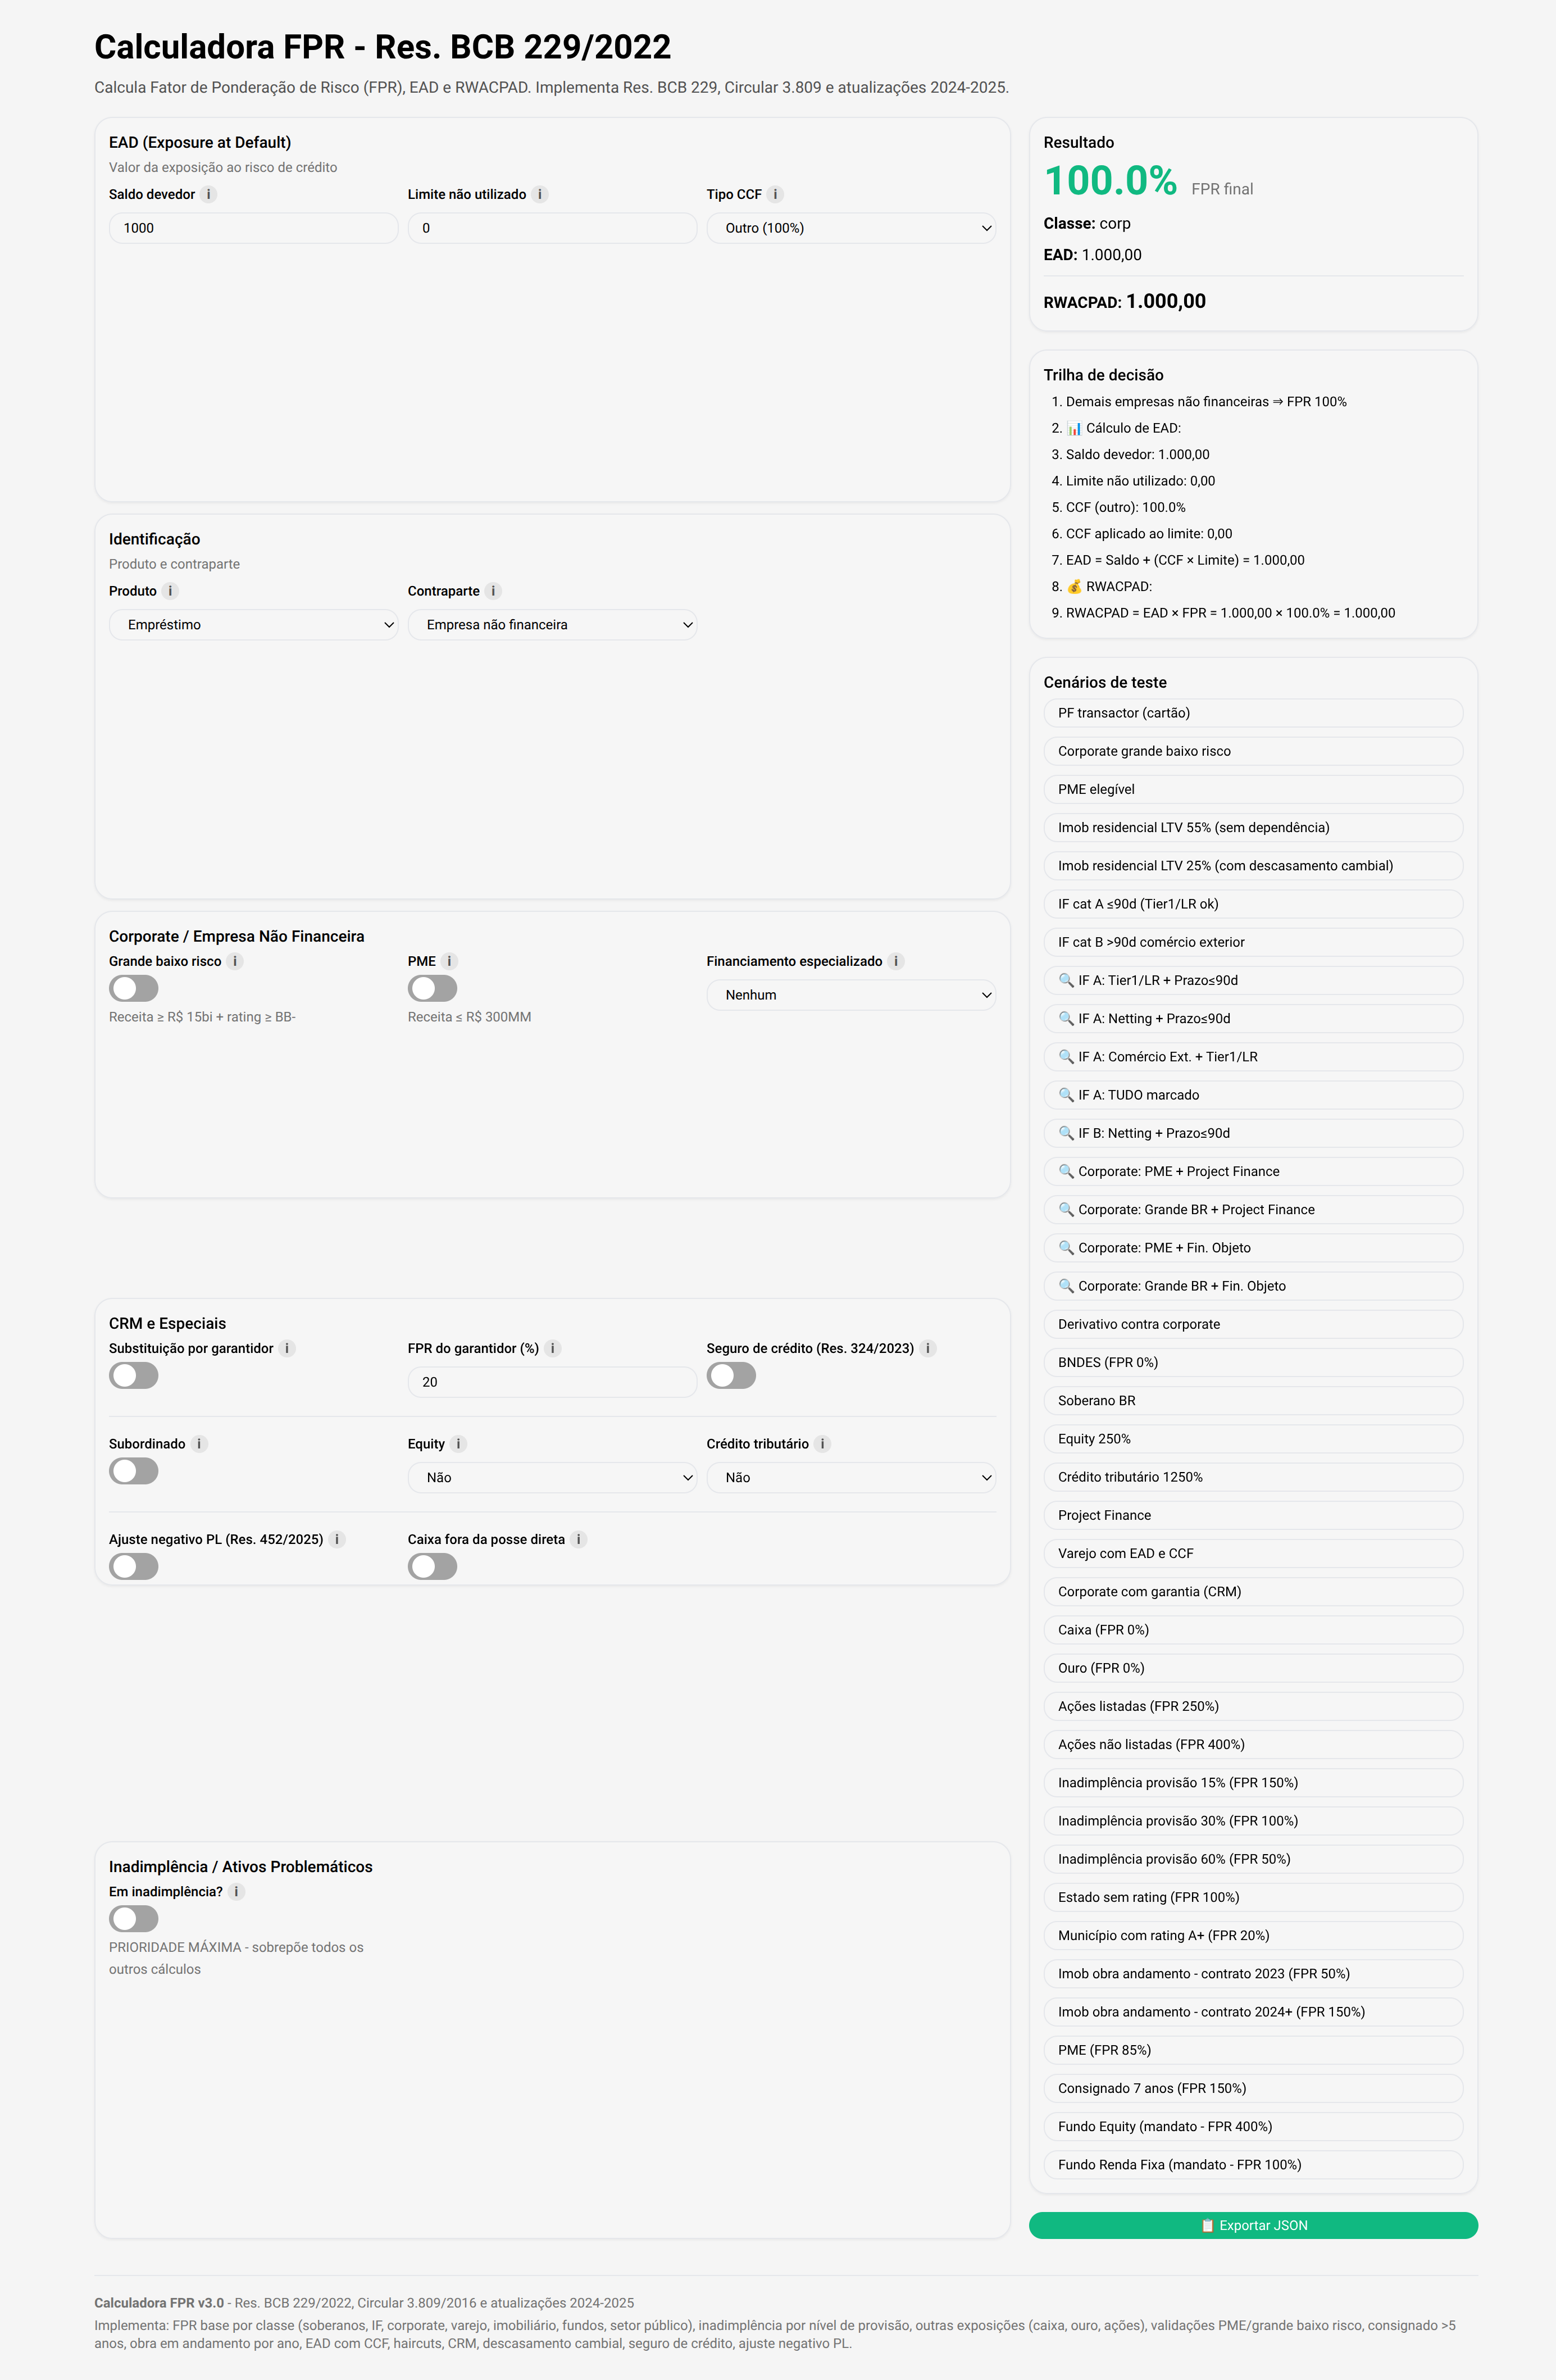 Calculadora FPR - Res. BCB 229/2022
Calcula Fator de Ponderação de Risco (FPR), EAD e RWACPAD. Implementa Res. BCB 229, Circular 3.809 e atualizações 2024-2025.
EAD (Exposure at Default)
Valor da exposição ao risco de crédito
Saldo devedor i
Limite não utilizado i
Tipo CCF i
1000
0
Outro (100%)
Identificação
Produto e contraparte
Produto i
Contraparte i
Empréstimo
Empresa não financeira
Corporate / Empresa Não Financeira
Grande baixo risco i
PME i
Financiamento especializado i
Nenhum
Receita ≥ R$ 15bi + rating ≥ BB-
Receita ≤ R$ 300MM
CRM e Especiais
Substituição por garantidor i
FPR do garantidor (%) i
Seguro de crédito (Res. 324/2023) i
20
Subordinado i
Equity i
Crédito tributário i
Não
Não
Ajuste negativo PL (Res. 452/2025) i
Caixa fora da posse direta i
Inadimplência / Ativos Problemáticos
Em inadimplência? i
PRIORIDADE MÁXIMA - sobrepõe todos os
outros cálculos
Resultado
100.0% FPR final
Classe: corp
EAD: 1.000,00
RWACPAD: 1.000,00
Trilha de decisão
1. Demais empresas não financeiras ⇒ FPR 100%
2. 📊 Cálculo de EAD:
3. Saldo devedor: 1.000,00
4. Limite não utilizado: 0,00
5. CCF (outro): 100.0%
6. CCF aplicado ao limite: 0,00
7. EAD = Saldo + (CCF × Limite) = 1.000,00
8. 💰 RWACPAD:
9. RWACPAD = EAD × FPR = 1.000,00 × 100.0% = 1.000,00
Cenários de teste
PF transactor (cartão)
Corporate grande baixo risco
PME elegível
Imob residencial LTV 55% (sem dependência)
Imob residencial LTV 25% (com descasamento cambial)
IF cat A ≤90d (Tier1/LR ok)
IF cat B >90d comércio exterior
🔍 IF A: Tier1/LR + Prazo≤90d
🔍 IF A: Netting + Prazo≤90d
🔍 IF A: Comércio Ext. + Tier1/LR
🔍 IF A: TUDO marcado
🔍 IF B: Netting + Prazo≤90d
🔍 Corporate: PME + Project Finance
🔍 Corporate: Grande BR + Project Finance
🔍 Corporate: PME + Fin. Objeto
🔍 Corporate: Grande BR + Fin. Objeto
Derivativo contra corporate
BNDES (FPR 0%)
Soberano BR
Equity 250%
Crédito tributário 1250%
Project Finance
Varejo com EAD e CCF
Corporate com garantia (CRM)
Caixa (FPR 0%)
Ouro (FPR 0%)
Ações listadas (FPR 250%)
Ações não listadas (FPR 400%)
Inadimplência provisão 15% (FPR 150%)
Inadimplência provisão 30% (FPR 100%)
Inadimplência provisão 60% (FPR 50%)
Estado sem rating (FPR 100%)
Município com rating A+ (FPR 20%)
Imob obra andamento - contrato 2023 (FPR 50%)
Imob obra andamento - contrato 2024+ (FPR 150%)
PME (FPR 85%)
Consignado 7 anos (FPR 150%)
Fundo Equity (mandato - FPR 400%)
Fundo Renda Fixa (mandato - FPR 100%)
📋 Exportar JSON
Calculadora FPR v3.0 - Res. BCB 229/2022, Circular 3.809/2016 e atualizações 2024-2025
Implementa: FPR base por classe (soberanos, IF, corporate, varejo, imobiliário, fundos, setor público), inadimplência por nível de provisão, outras exposições (caixa, ouro, ações), validações PME/grande baixo risco, consignado >5
anos, obra em andamento por ano, EAD com CCF, haircuts, CRM, descasamento cambial, seguro de crédito, ajuste negativo PL.